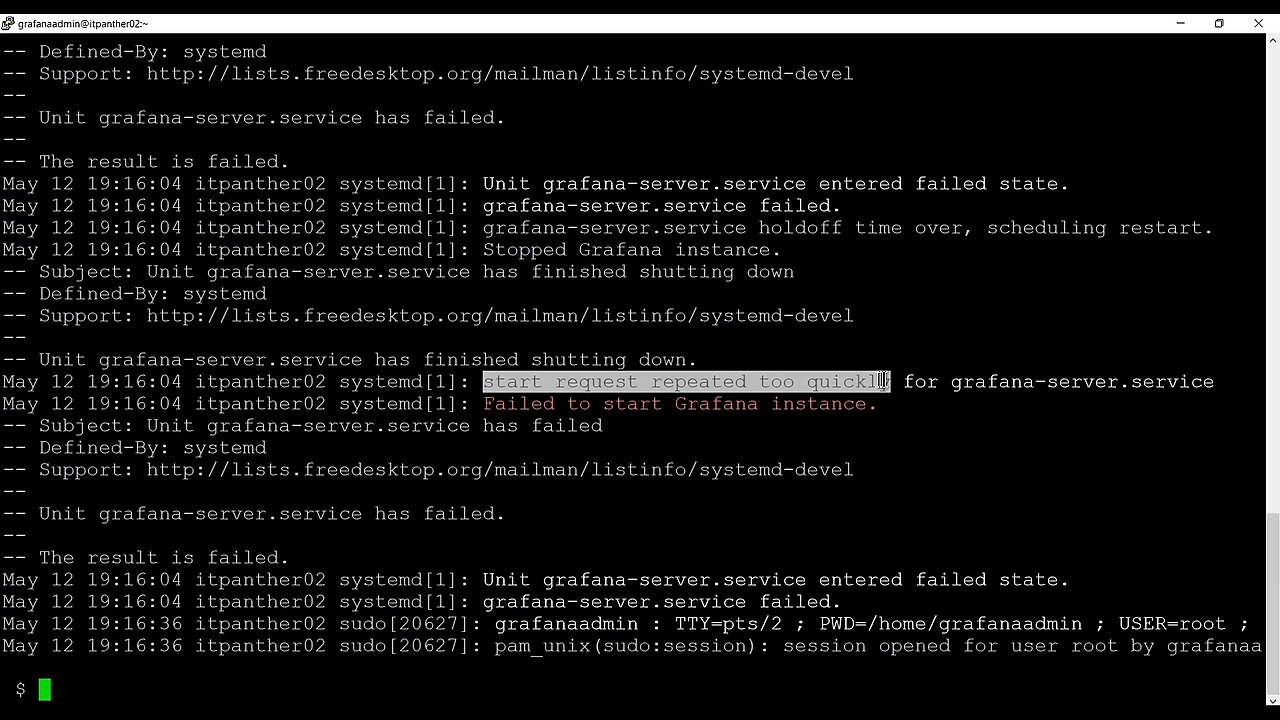 grafanaadmin@itpanther02:~
-- Defined-By: systemd
-- Support: http://lists.freedesktop.org/mailman/listinfo/systemd-devel
--
-- Unit grafana-server.service has failed.
--
-- The result is failed.
May 12 19:16:04 itpanther02 systemd[1]: Unit grafana-server.service entered failed state.
May 12 19:16:04 itpanther02 systemd[1]: grafana-server.service failed.
May 12 19:16:04 itpanther02 systemd[1]: grafana-server.service holdoff time over, scheduling restart.
May 12 19:16:04 itpanther02 systemd[1]: Stopped Grafana instance.
-- Subject: Unit grafana-server.service has finished shutting down
-- Defined-By: systemd
-- Support: http://lists.freedesktop.org/mailman/listinfo/systemd-devel
--
-- Unit grafana-server.service has finished shutting down.
May 12 19:16:04 itpanther02 systemd[1]: start request repeated too quickly for grafana-server.service
May 12 19:16:04 itpanther02 systemd[1]: Failed to start Grafana instance.
-- Subject: Unit grafana-server.service has failed
-- Defined-By: systemd
-- Support: http://lists.freedesktop.org/mailman/listinfo/systemd-devel
--
-- Unit grafana-server.service has failed.
--
-- The result is failed.
May 12 19:16:04 itpanther02 systemd[1]: Unit grafana-server.service entered failed state.
May 12 19:16:04 itpanther02 systemd[1]: grafana-server.service failed.
May 12 19:16:36 itpanther02 sudo[20627]: grafanaadmin : TTY=pts/2 ; PWD=/home/grafanaadmin ; USER=root ;
May 12 19:16:36 itpanther02 sudo[20627]: pam_unix(sudo:session): session opened for user root by grafanaa
$